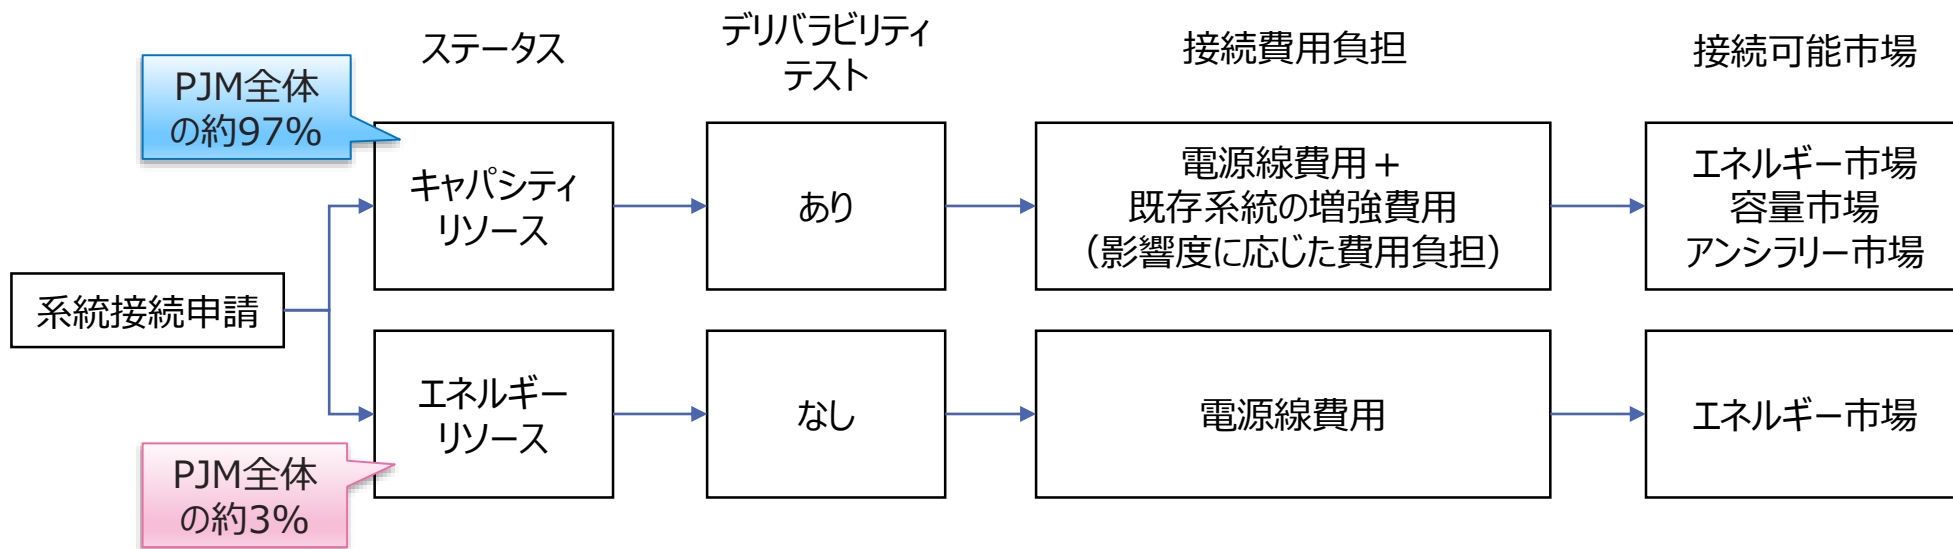 ステータス
デリバラビリティ
テスト
接続費用負担
接続可能市場
PJM全体
の約97%
キャパシティ
リソース
あり
電源線費用+
既存系統の増強費用
(影響度に応じた費用負担)
エネルギー市場
容量市場
アンシラリー市場
系統接続申請
エネルギー
リソース
なし
電源線費用
エネルギー市場
PJM全体
の約3%